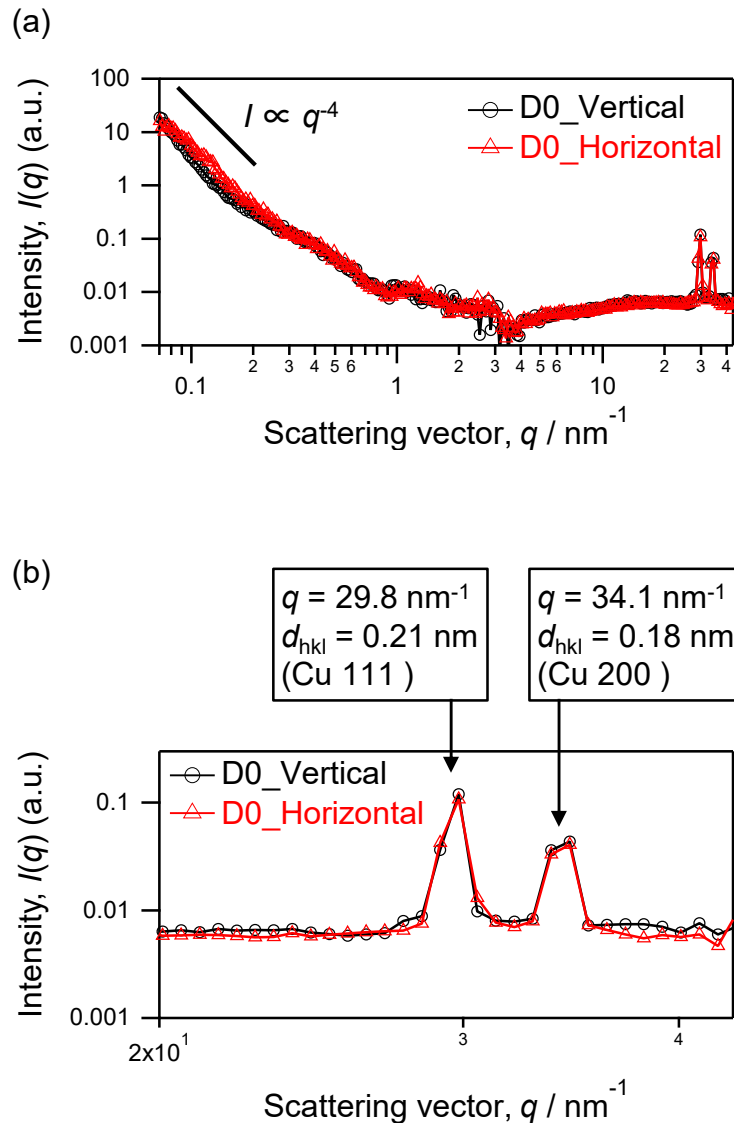 (a)
100
10
1
0.1
0.01
0.001
Intensity, I(q) (a.u.)
I ∝ q-4
D0_Vertical
D0_Horizontal
0.1 2 3 4 5 6 1 2 3 4 5 6 10 2 3 4
Scattering vector, q / nm-1
(b)
q = 29.8 nm-1
dhkl = 0.21 nm
(Cu 111 )
q = 34.1 nm-1
dhkl = 0.18 nm
(Cu 200 )
D0_Vertical
D0_Horizontal
0.1
0.01
0.001
Intensity, I(q) (a.u.)
2x101 3 4
Scattering vector, q / nm-1